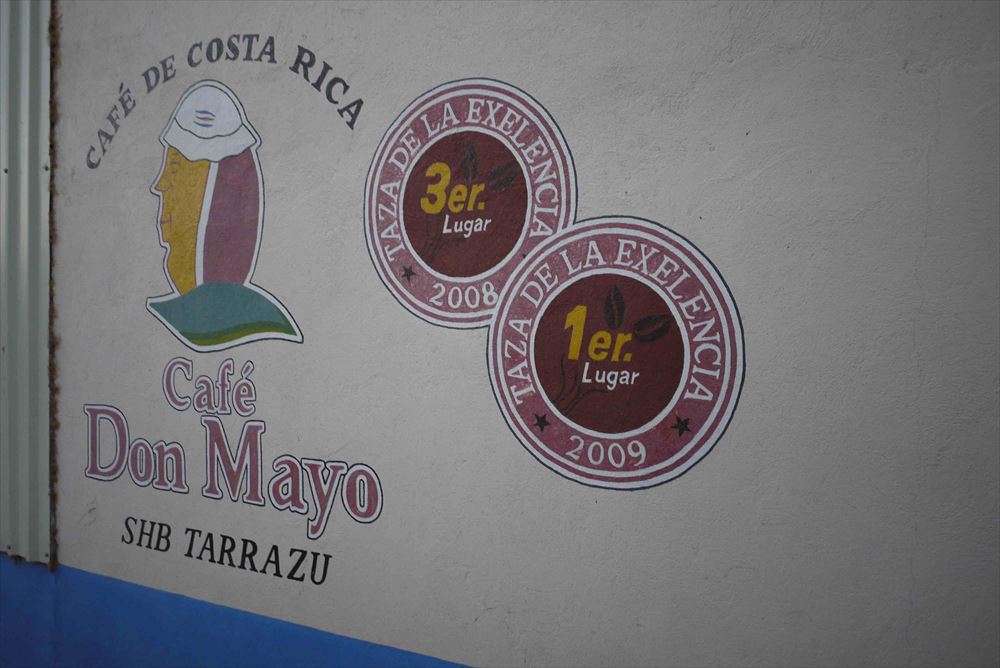 CAFÉ DE COSTA RICA
Café
Don Mayo
SHB TARRAZU
TAZA DE LA EXELENCIA
3er.
Lugar
2008
TAZA DE LA EXELENCIA
1er.
Lugar
2009